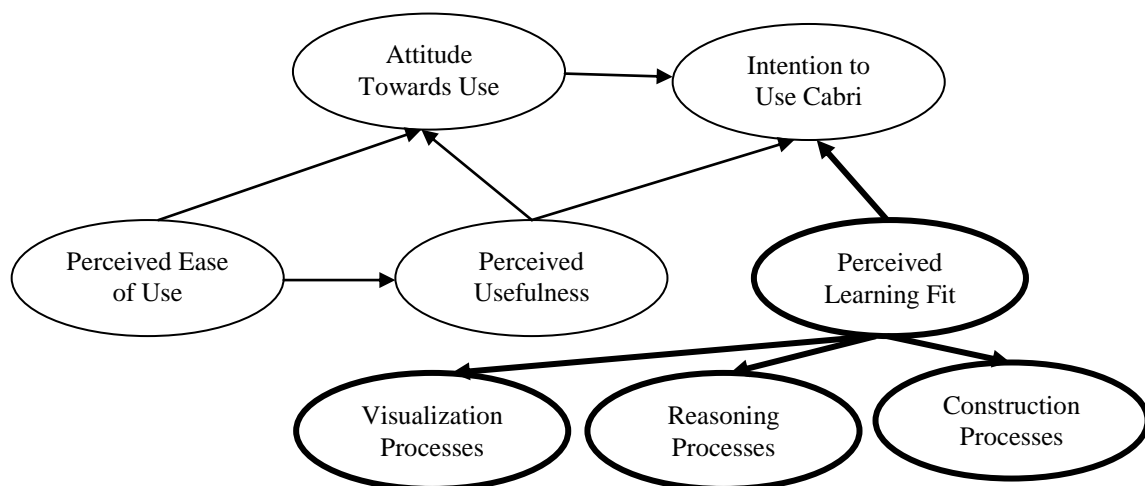 Attitude
Towards Use
Intention to
Use Cabri
Perceived Ease
of Use
Perceived
Usefulness
Perceived
Learning Fit
Visualization
Processes
Reasoning
Processes
Construction
Processes